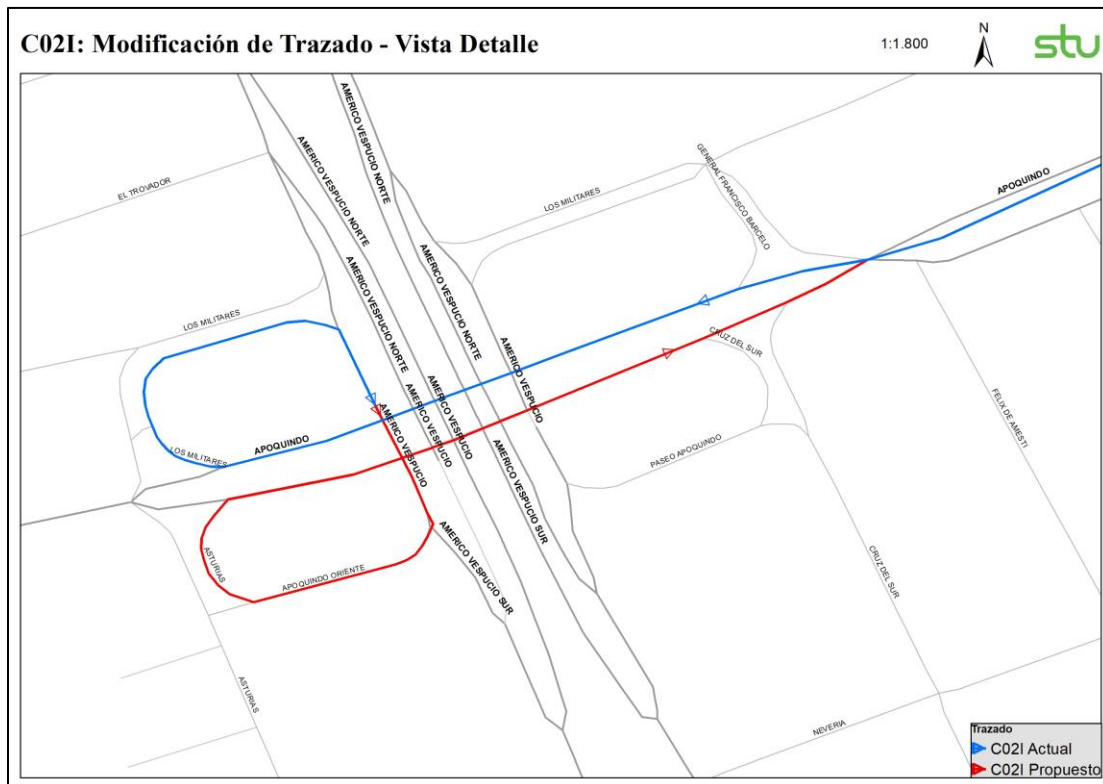 C02I: Modificación de Trazado - Vista Detalle
1:1.800
N
stu
AMERICO VESPUCIO NORTE
AMERICO VESPUCIO NORTE
GENERAL FRANCISCO BARCELO
APOQUINDO
EL TROVADOR
LOS MILITARES
AMERICO VESPUCIO NORTE
AMERICO VESPUCIO NORTE
LOS MILITARES
CRUZ DEL SUR
AMERICO VESPUCIO
AMERICO VESPUCIO
AMERICO VESPUCIO
AMERICO VESPUCIO
FELIX DE AMESTI
APOQUINDO
LOS MILITARES
PASEO APOQUINDO
AMERICO VESPUCIO SUR
AMERICO VESPUCIO SUR
ASTURIAS
APOQUINDO ORIENTE
CRUZ DEL SUR
ASTURIAS
NEVERIA
Trazado
C02I Actual
C02I Propuesto